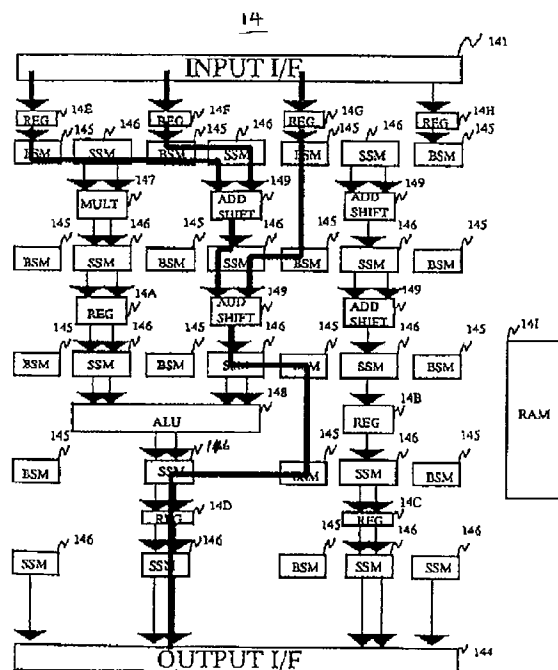 14
141
INPUT I/F
14E 14F 14G 14H
REG REG REG REG
145 146 145 146 145 146 145
BSM SSM BSM SSM BSM SSM BSM
147 149 149
MULT ADD SHIFT ADD SHIFT
145 146 145 146 145 146 145
BSM SSM BSM SSM BSM SSM BSM
14A 149 149
REG ADD SHIFT ADD SHIFT
145 146 145 146 145 146 145
BSM SSM BSM SSM BSM SSM BSM
14I
RAM
148 14B
ALU REG
145 146 145 146 145
BSM SSM BSM SSM BSM
14D 14C
REG REG
146 146 145 146 146
SSM SSM BSM SSM SSM
144
OUTPUT I/F